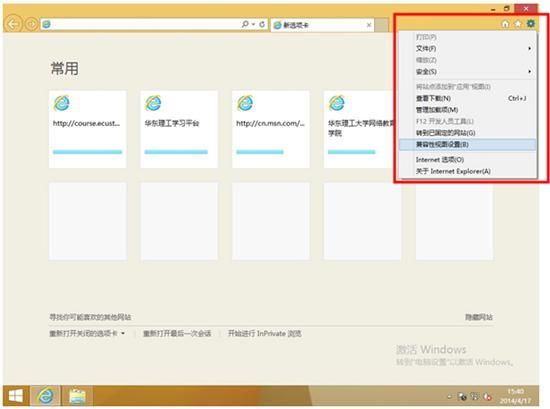 新选项卡
打印(P)
文件(F)
缩放(Z)
安全(S)
将站点添加到“应用”视图(I)
查看下载(N) Ctrl+J
管理加载项(M)
F12 开发人员工具(L)
转到已固定的网站(G)
兼容性视图设置(B)
Internet 选项(O)
关于 Internet Explorer(A)
常用
http://course.ecust...
华东理工学习平台
http://cn.msn.com/
华东理工大学网络教育
学院
寻找你可能喜欢的其他网站
隐藏网站
重新打开关闭的选项卡
重新打开最后一次会话
开始进行 InPrivate 浏览
激活 Windows
转到“电脑设置”以激活 Windows。
15:40
2014/4/17